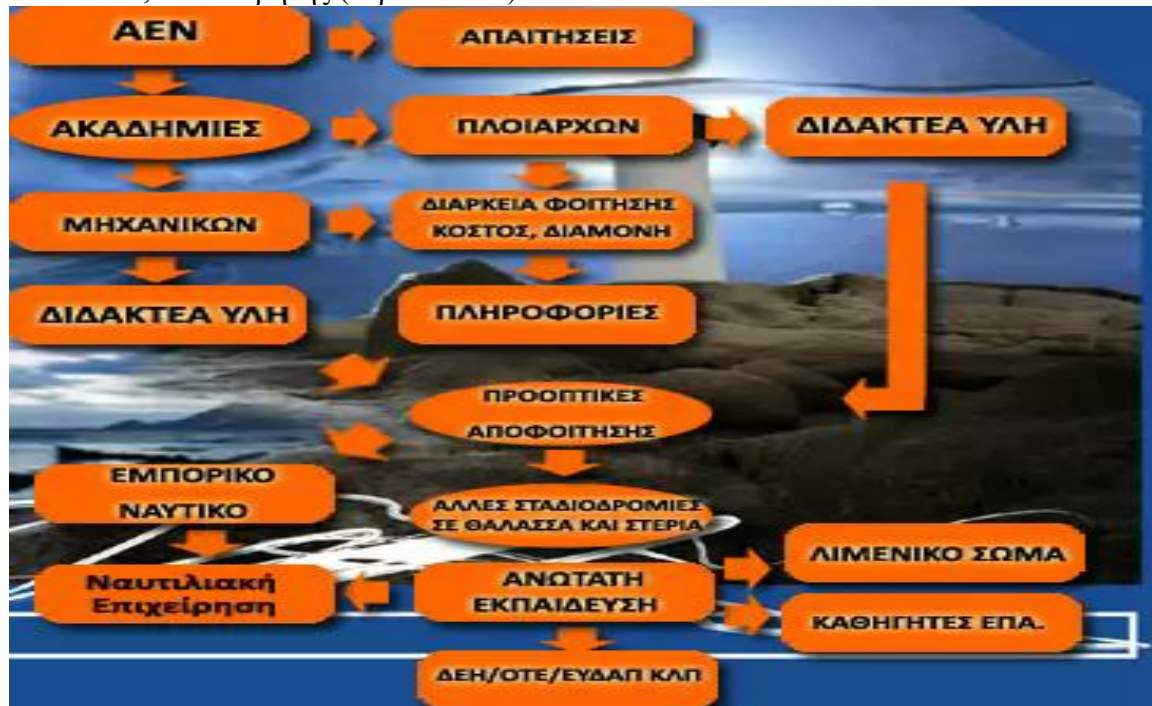 ΑΕΝ
ΑΠΑΙΤΗΣΕΙΣ
ΑΚΑΔΗΜΙΕΣ
ΠΛΟΙΑΡΧΩΝ
ΔΙΔΑΚΤΕΑ ΥΛΗ
ΜΗΧΑΝΙΚΩΝ
ΔΙΑΡΚΕΙΑ ΦΟΙΤΗΣΗΣ
ΚΟΣΤΟΣ, ΔΙΑΜΟΝΗ
ΔΙΔΑΚΤΕΑ ΥΛΗ
ΠΛΗΡΟΦΟΡΙΕΣ
ΠΡΟΟΠΤΙΚΕΣ
ΑΠΟΦΟΙΤΗΣΗΣ
ΕΜΠΟΡΙΚΟ
ΝΑΥΤΙΚΟ
ΑΛΛΕΣ ΣΤΑΔΙΟΔΡΟΜΙΕΣ
ΣΕ ΘΑΛΑΣΣΑ ΚΑΙ ΣΤΕΡΙΑ
ΛΙΜΕΝΙΚΟ ΣΩΜΑ
Ναυτιλιακή
Επιχείρηση
ΑΝΩΤΑΤΗ
ΕΚΠΑΙΔΕΥΣΗ
ΚΑΘΗΓΗΤΕΣ ΕΠΑ.
ΔΕΗ/ΟΤΕ/ΕΥΔΑΠ ΚΛΠ